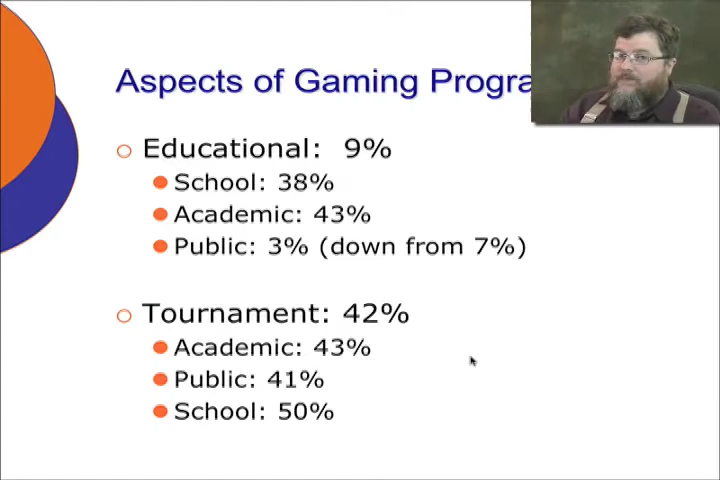 Aspects of Gaming Progra
Educational: 9%
School: 38%
Academic: 43%
Public: 3% (down from 7%)
Tournament: 42%
Academic: 43%
Public: 41%
School: 50%